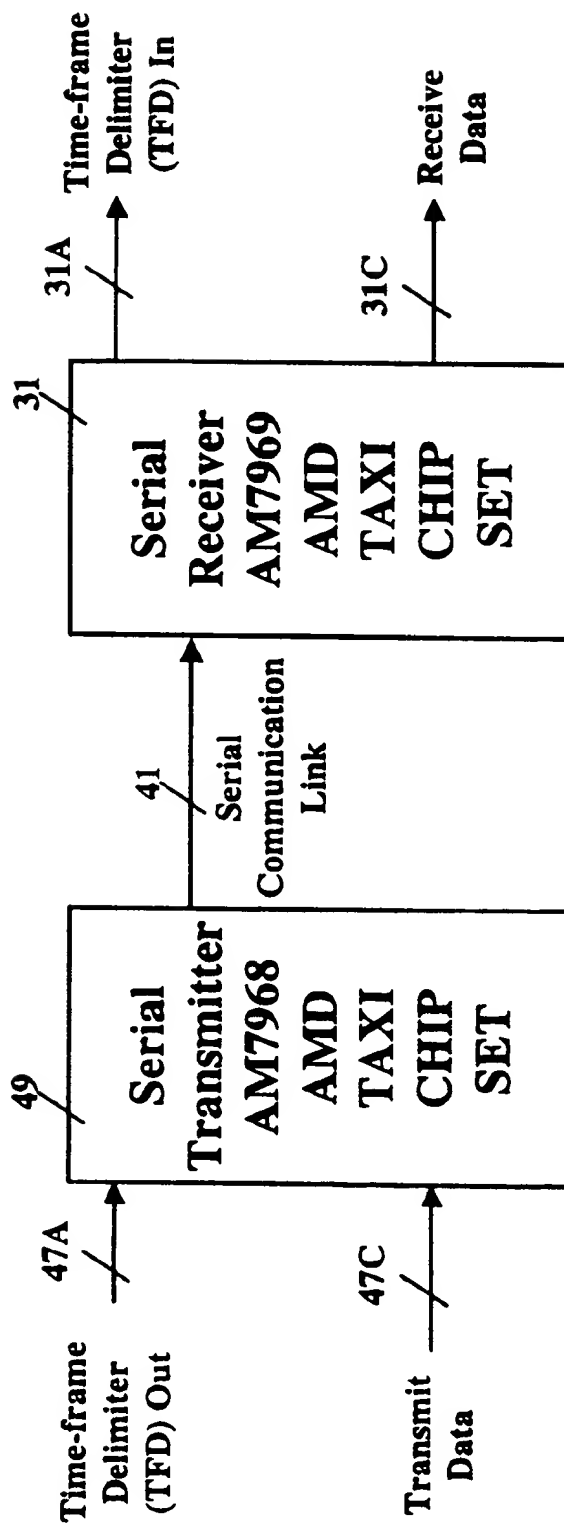 Time-frame
Delimiter
(TFD) Out
47A
Transmit
Data
47C
49
Serial
Transmitter
AM7968
AMD
TAXI
CHIP
SET
41
Serial
Communication
Link
31
Serial
Receiver
AM7969
AMD
TAXI
CHIP
SET
31A
Time-frame
Delimiter
(TFD) In
31C
Receive
Data